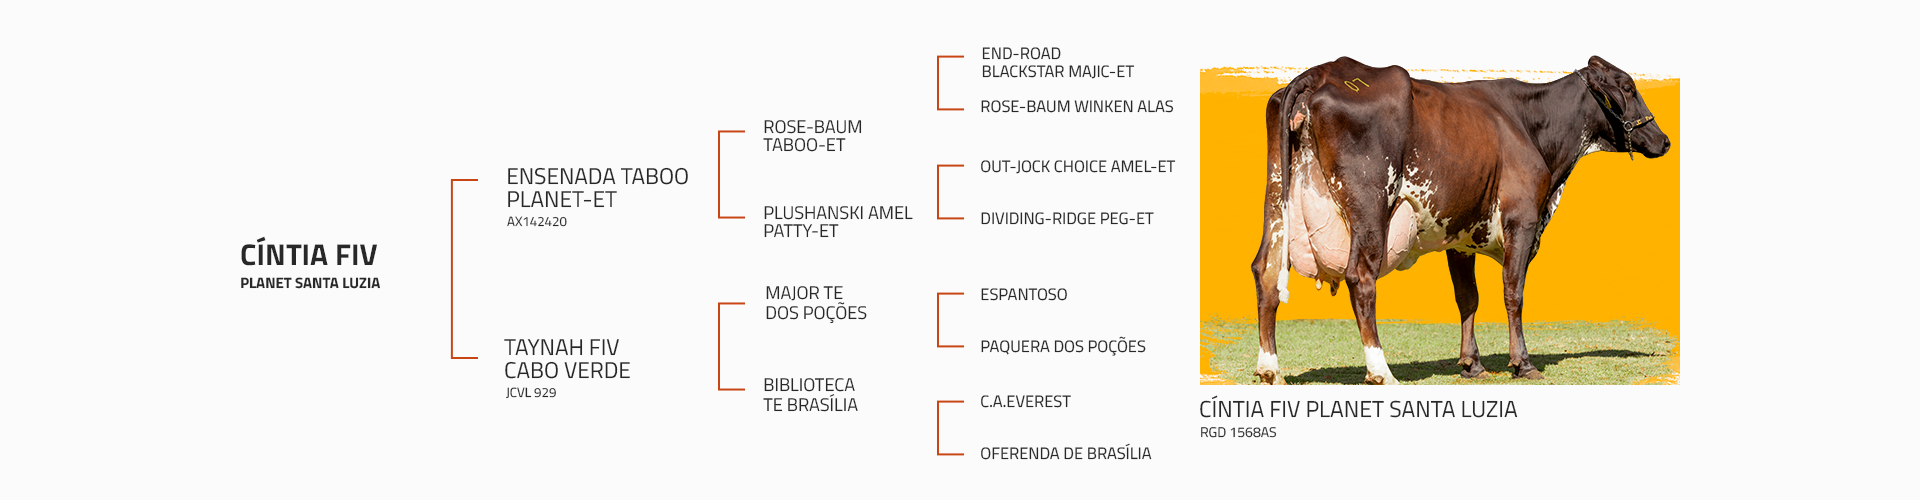 CÍNTIA FIV
PLANET SANTA LUZIA
ENSENADA TABOO
PLANET-ET
AX142420
TAYNAH FIV
CABO VERDE
JCVL 929
ROSE-BAUM
TABOO-ET
PLUSHANSKI AMEL
PATTY-ET
MAJOR TE
DOS POÇÕES
BIBLIOTECA
TE BRASÍLIA
END-ROAD
BLACKSTAR MAJIC-ET
ROSE-BAUM WINKEN ALAS
OUT-JOCK CHOICE AMEL-ET
DIVIDING-RIDGE PEG-ET
ESPANTOSO
PAQUERA DOS POÇÕES
C.A.EVEREST
OFERENDA DE BRASÍLIA
07
CÍNTIA FIV PLANET SANTA LUZIA
RGD 1568AS